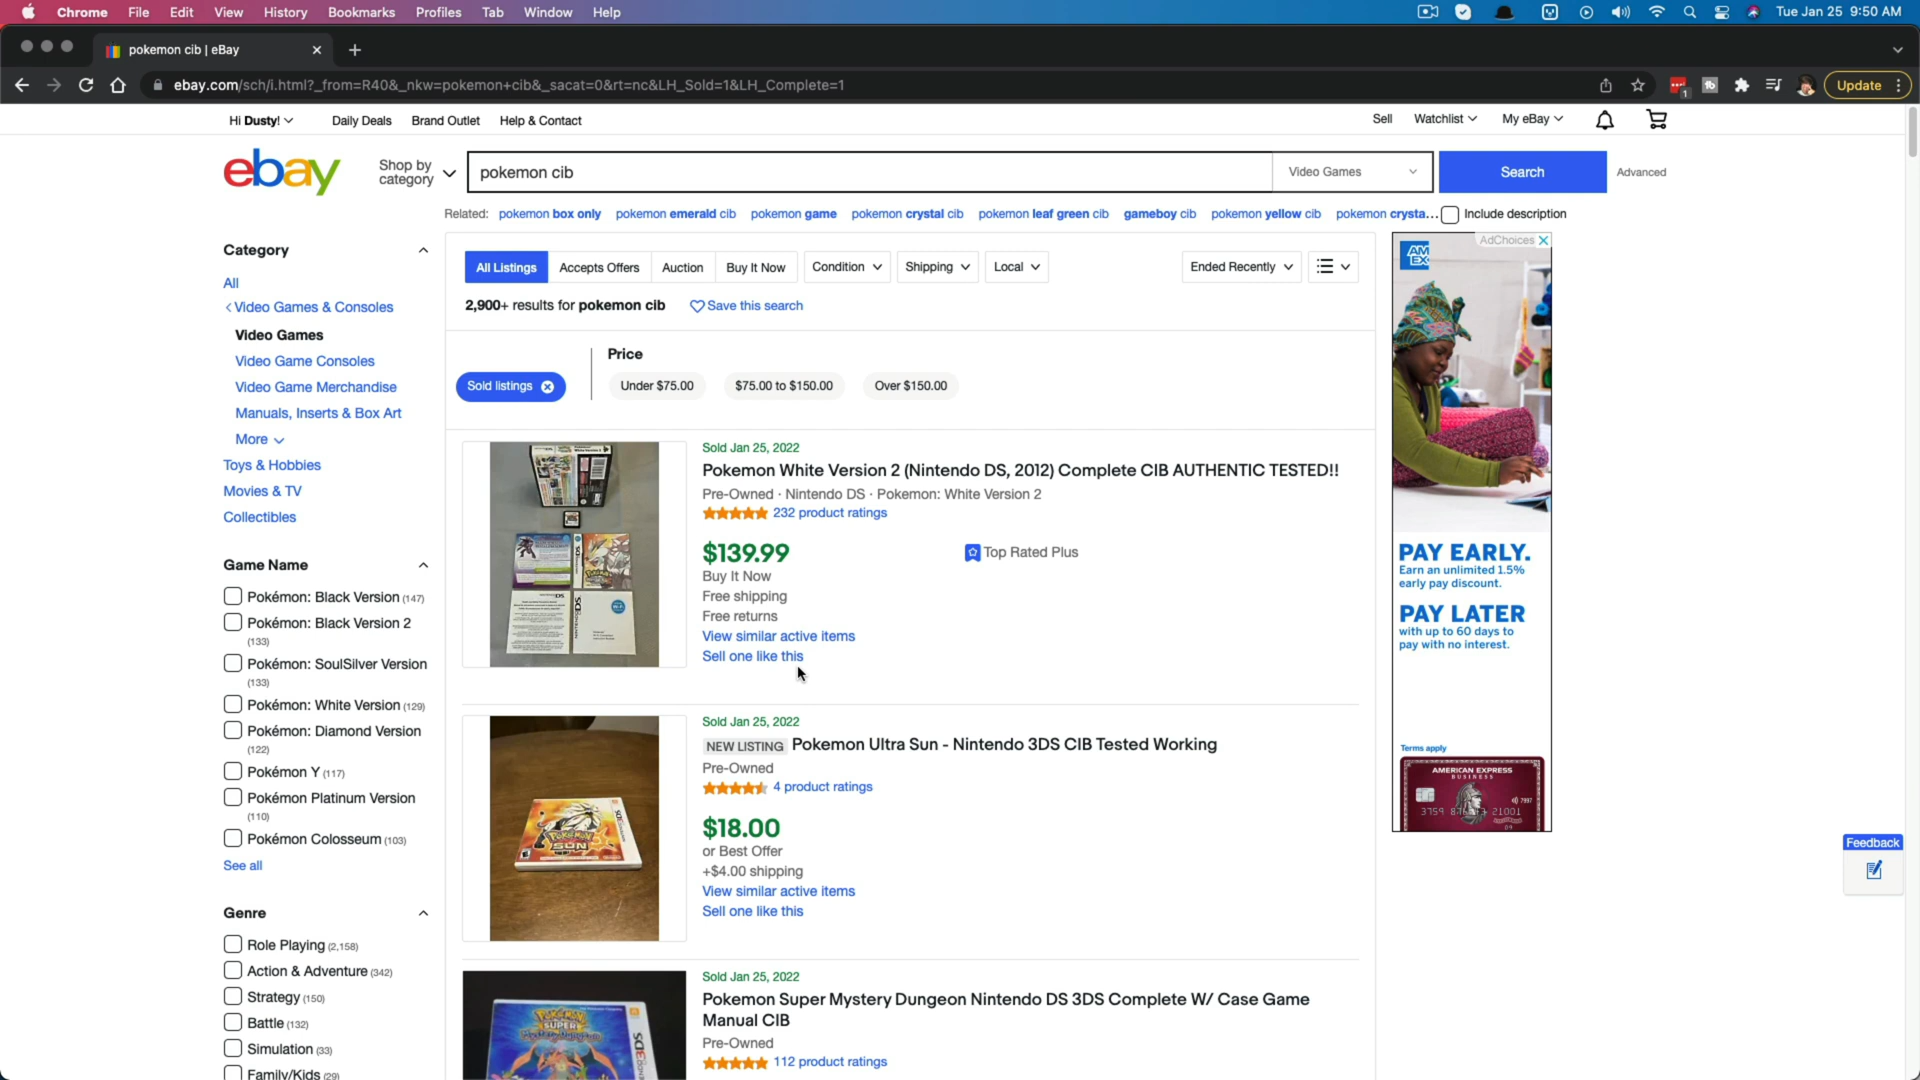 Chrome File Edit View History Bookmarks Profiles Tab Window Help Tue Jan 25 9:50 AM
pokemon cib | eBay
ebay.com/sch/i.html?_from=R40&_nkw=pokemon+cib&_sacat=0&rt=nc&LH_Sold=1&LH_Complete=1 1 Update
Hi Dusty! Daily Deals Brand Outlet Help & Contact Sell Watchlist My eBay
ebay Shop by category pokemon cib Video Games Search Advanced
Related: pokemon box only pokemon emerald cib pokemon game pokemon crystal cib pokemon leaf green cib gameboy cib pokemon yellow cib pokemon crysta... Include description
Category
All
Video Games & Consoles
Video Games
Video Game Consoles
Video Game Merchandise
Manuals, Inserts & Box Art
More
Toys & Hobbies
Movies & TV
Collectibles
Game Name
Pokémon: Black Version (147)
Pokémon: Black Version 2
(133)
Pokémon: SoulSilver Version
(133)
Pokémon: White Version (129)
Pokémon: Diamond Version
(122)
Pokémon Y (117)
Pokémon Platinum Version
(110)
Pokémon Colosseum (103)
See all
Genre
Role Playing (2,158)
Action & Adventure (342)
Strategy (150)
Battle (132)
Simulation (33)
Family/Kids (29)
All Listings Accepts Offers Auction Buy It Now Condition Shipping Local Ended Recently
2,900+ results for pokemon cib Save this search
Sold listings
Price
Under $75.00 $75.00 to $150.00 Over $150.00
Sold Jan 25, 2022
Pokemon White Version 2 (Nintendo DS, 2012) Complete CIB AUTHENTIC TESTED!!
Pre-Owned · Nintendo DS · Pokemon: White Version 2
232 product ratings
$139.99 Top Rated Plus
Buy It Now
Free shipping
Free returns
View similar active items
Sell one like this
Sold Jan 25, 2022
NEW LISTING Pokemon Ultra Sun - Nintendo 3DS CIB Tested Working
Pre-Owned
4 product ratings
$18.00
or Best Offer
+$4.00 shipping
View similar active items
Sell one like this
Sold Jan 25, 2022
Pokemon Super Mystery Dungeon Nintendo DS 3DS Complete W/ Case Game
Manual CIB
Pre-Owned
112 product ratings
AdChoices
AM
EX
PAY EARLY.
Earn an unlimited 1.5%
early pay discount.
PAY LATER
with up to 60 days to
pay with no interest.
Terms apply
AMERICAN EXPRESS
BUSINESS
Feedback